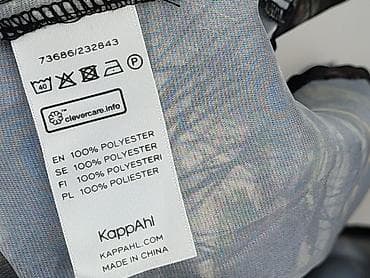 73686/232843
40
P
clevercare.info
EN 100% POLYESTER
SE 100% POLYESTER
FI 100% POLYESTERI
PL 100% POLIESTER
KappAhl
KAPPAHL.COM
MADE IN CHINA